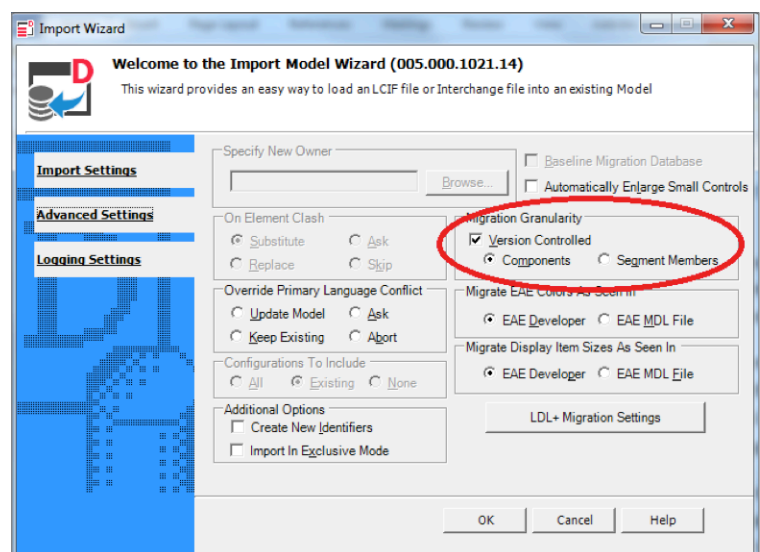 Import Wizard
Welcome to the Import Model Wizard (005.000.1021.14)
This wizard provides an easy way to load an LCIF file or Interchange file into an existing Model
Import Settings
Advanced Settings
Logging Settings
Specify New Owner
Browse...
Baseline Migration Database
Automatically Enlarge Small Controls
On Element Clash
Substitute Ask
Replace Skip
Migration Granularity
Version Controlled
Components Segment Members
Override Primary Language Conflict
Update Model Ask
Keep Existing Abort
Migrate EAE Colors As Seen In
EAE Developer EAE MDL File
Configurations To Include
All Existing None
Migrate Display Item Sizes As Seen In
EAE Developer EAE MDL File
Additional Options
Create New Identifiers
Import In Exclusive Mode
LDL+ Migration Settings
OK Cancel Help